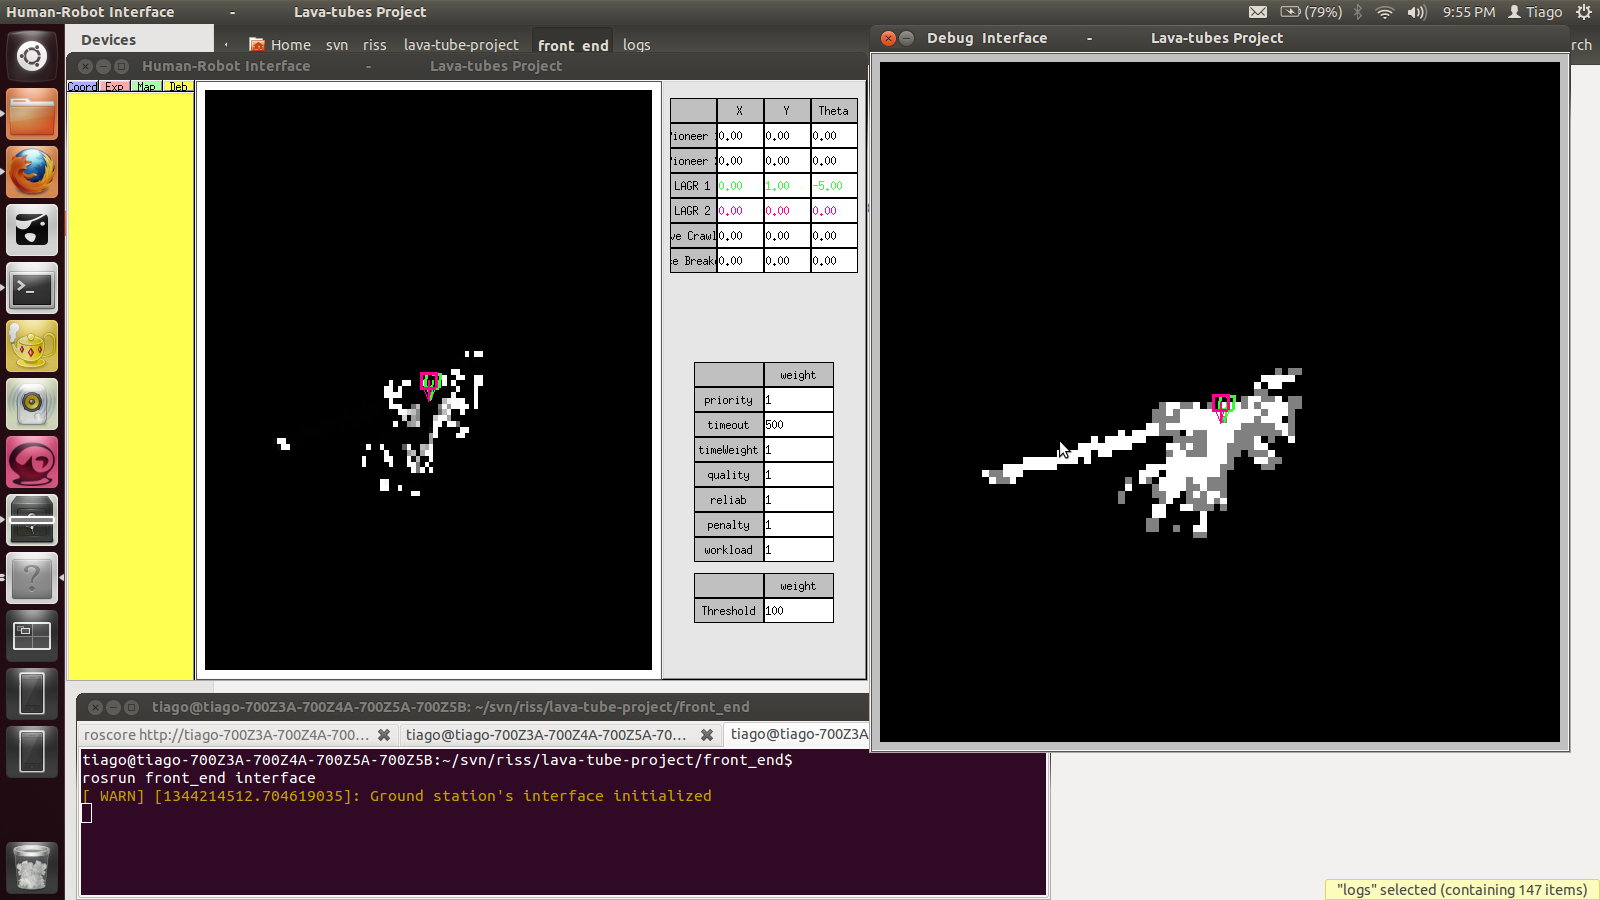 Human-Robot Interface - Lava-tubes Project
(79%) 9:55 PM Tiago
Devices
Home svn riss lava-tube-project front_end logs
rch
Human-Robot Interface - Lava-tubes Project
Debug Interface - Lava-tubes Project
Coord Exp Map Deb
X Y Theta
Pioneer 0.00 0.00 0.00
Pioneer 0.00 0.00 0.00
LAGR 1 0.00 1.00 -5.00
LAGR 2 0.00 0.00 0.00
ve Crawl 0.00 0.00 0.00
e Break 0.00 0.00 0.00
weight
priority 1
timeout 500
timeWeight 1
quality 1
reliab 1
penalty 1
workload 1
weight
Threshold 100
tiago@tiago-700Z3A-700Z4A-700Z5A-700Z5B: ~/svn/riss/lava-tube-project/front_end
roscore http://tiago-700Z3A-700Z4A-700... tiago@tiago-700Z3A-700Z4A-700Z5A-70... tiago@tiago-700Z3A
tiago@tiago-700Z3A-700Z4A-700Z5A-700Z5B:~/svn/riss/lava-tube-project/front_end$
rosrun front_end interface
[ WARN] [1344214512.704619035]: Ground station's interface initialized
"logs" selected (containing 147 items)